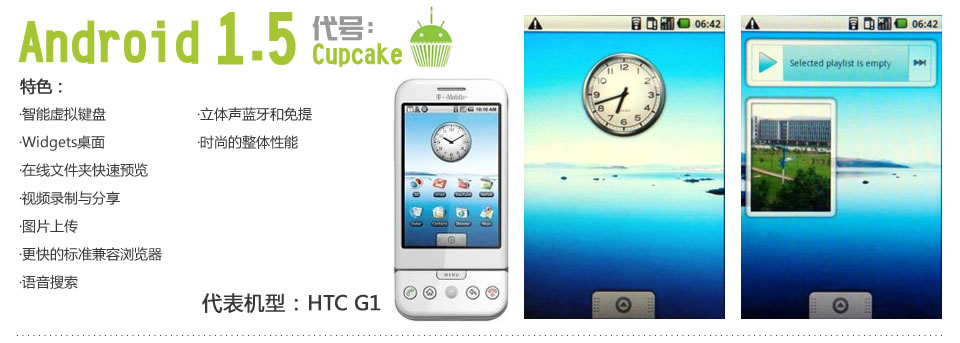 Android 1.5 代号:
Cupcake
特色：
·智能虚拟键盘
·Widgets桌面
·在线文件夹快速预览
·视频录制与分享
·图片上传
·更快的标准兼容浏览器
·语音搜索
·立体声蓝牙和免提
·时尚的整体性能
代表机型：HTC G1
T··Mobile·
10:10 AM
MENU
06:42
06:42
Selected playlist is empty.